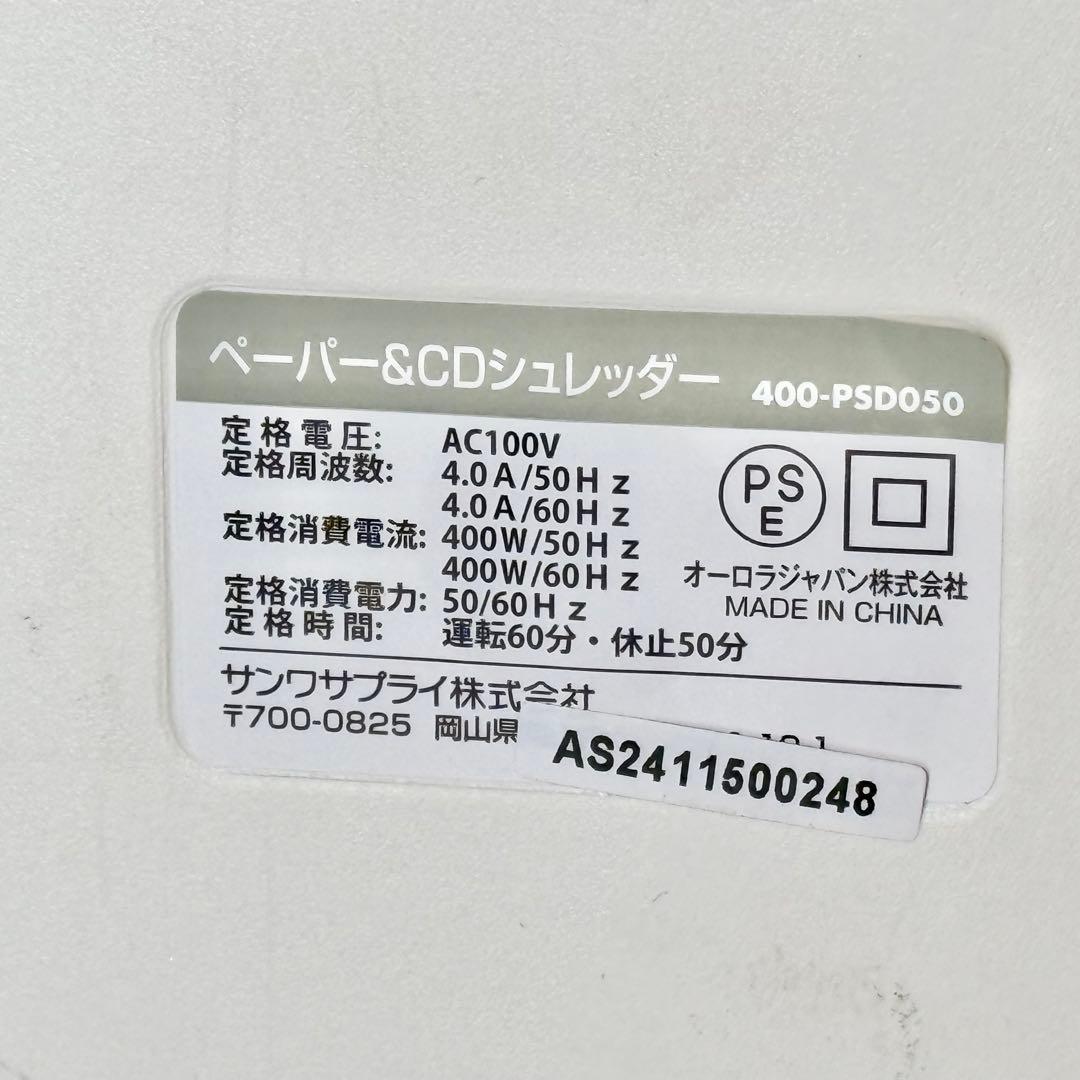 ペーパー&CDシュレッダー 400-PSD050
定格電圧: AC100V
定格周波数: 4.0A/50Hz
4.0A/60Hz
定格消費電流: 400W/50Hz
400W/60Hz
定格消費電力: 50/60Hz
定格時間: 運転60分・休止50分
PSE
オーロラジャパン株式会社
MADE IN CHINA
サンワサプライ株式会社
〒700-0825 岡山県
AS2411500248